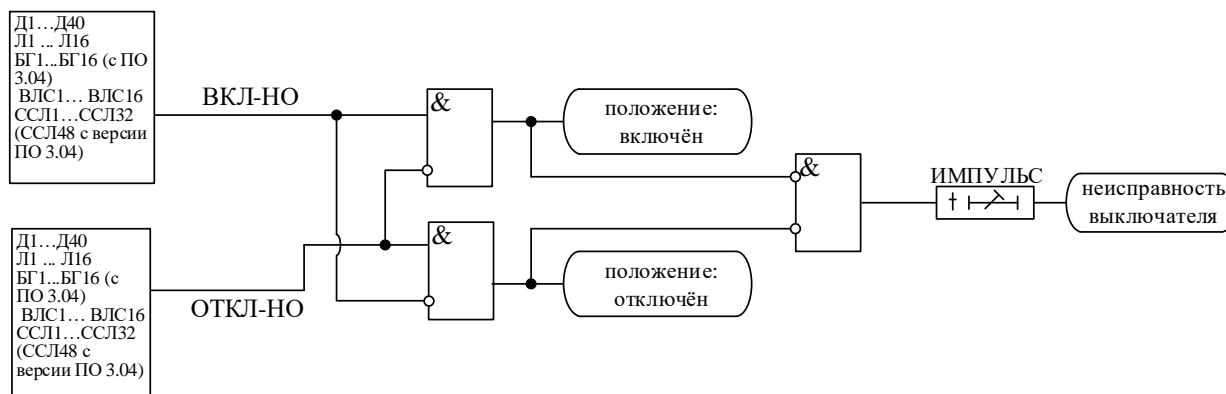 Д1…Д40
Л1 ... Л16
БГ1...БГ16 (с ПО
3.04)
ВЛС1… ВЛС16
ССЛ1…ССЛ32
(ССЛ48 с версии
ПО 3.04)
ВКЛ-НО
&
положение:
включён
&
ИМПУЛЬС
неисправность
выключателя
Д1…Д40
Л1 ... Л16
БГ1...БГ16 (с
ПО 3.04)
ВЛС1… ВЛС16
ССЛ1…ССЛ32
(ССЛ48 с
версии ПО 3.04)
ОТКЛ-НО
&
положение:
отключён